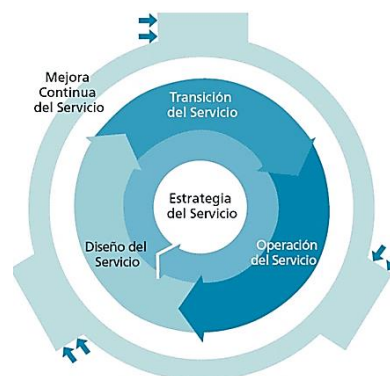 Mejora
Continua
del Servicio
Transición
del Servicio
Estrategia
del Servicio
Diseño del
Servicio
Operación
del Servicio